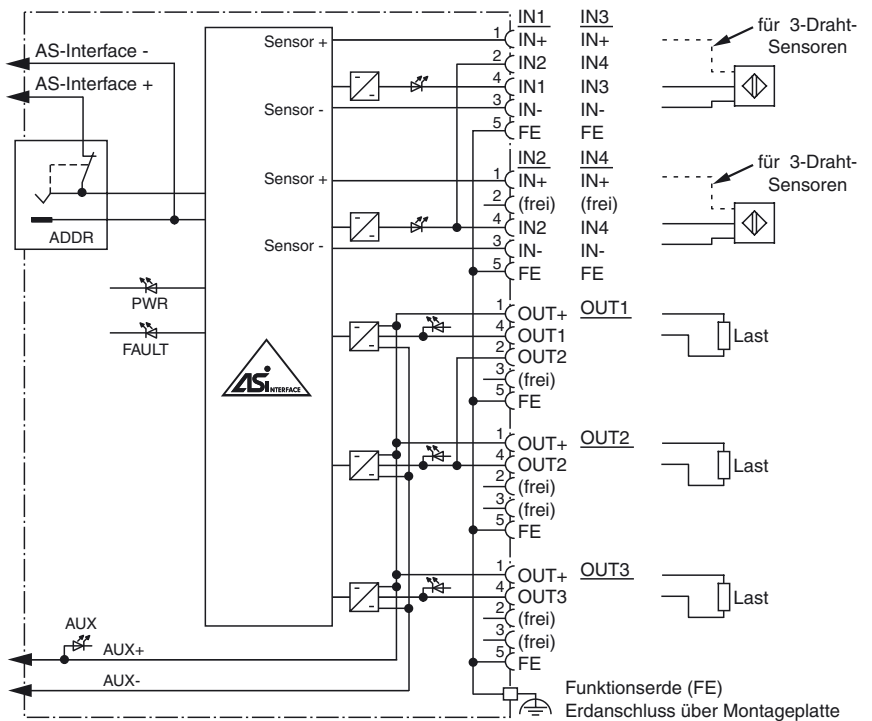 AS-Interface -
AS-Interface +
ADDR
PWR
FAULT
AUX
AUX+
AUX-
Sensor +
Sensor -
Sensor +
Sensor -
ASi INTERFACE
IN1 IN3
1 IN+ IN+
2 IN2 IN4
4 IN1 IN3
3 IN- IN-
5 FE FE
für 3-Draht-
Sensoren
IN2 IN4
1 IN+ IN+
2 (frei) (frei)
4 IN2 IN4
3 IN- IN-
5 FE FE
für 3-Draht-
Sensoren
1 OUT+ OUT1
4 OUT1
2 OUT2
3 (frei)
5 FE
Last
1 OUT+ OUT2
4 OUT2
2 (frei)
3 (frei)
5 FE
Last
1 OUT+ OUT3
4 OUT3
2 (frei)
3 (frei)
5 FE
Last
Funktionserde (FE)
Erdanschluss über Montageplatte